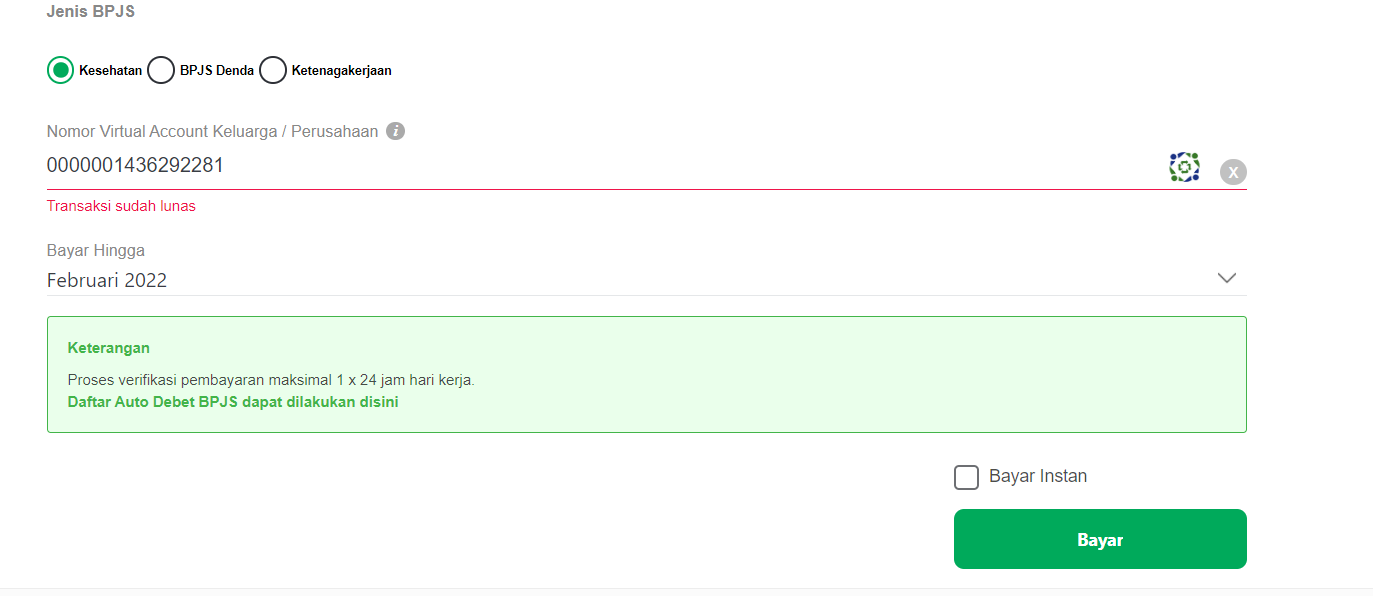 Jenis BPJS
Kesehatan BPJS Denda Ketenagakerjaan
Nomor Virtual Account Keluarga / Perusahaan i
0000001436292281
X
Transaksi sudah lunas
Bayar Hingga
Februari 2022
Keterangan
Proses verifikasi pembayaran maksimal 1 x 24 jam hari kerja.
Daftar Auto Debet BPJS dapat dilakukan disini
Bayar Instan
Bayar